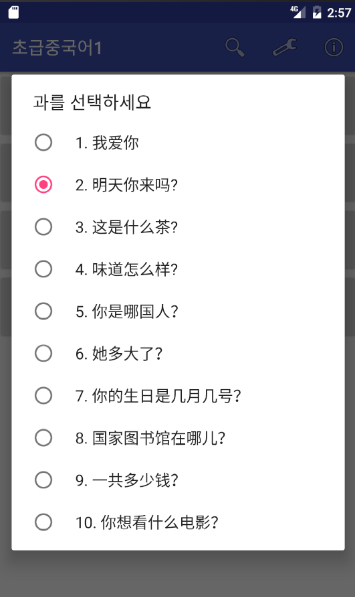 4G 2:57
초급중국어1
과를 선택하세요
1. 我爱你
2. 明天你来吗?
3. 这是什么茶?
4. 味道怎么样?
5. 你是哪国人?
6. 她多大了?
7. 你的生日是几月几号?
8. 国家图书馆在哪儿?
9. 一共多少钱?
10. 你想看什么电影?